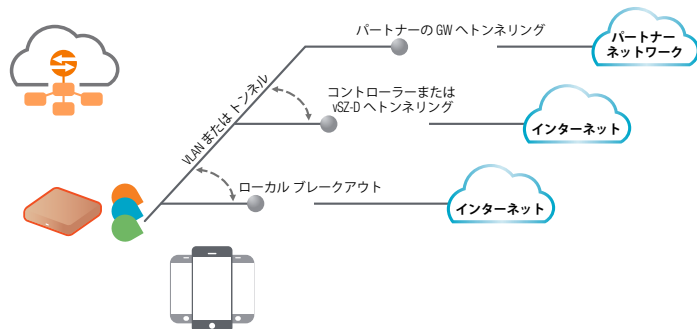 パートナーの GW へトンネリング
パートナー
ネットワーク
コントローラーまたは
vSZ-D へトンネリング
インターネット
VLAN または トンネル
ローカル ブレークアウト
インターネット